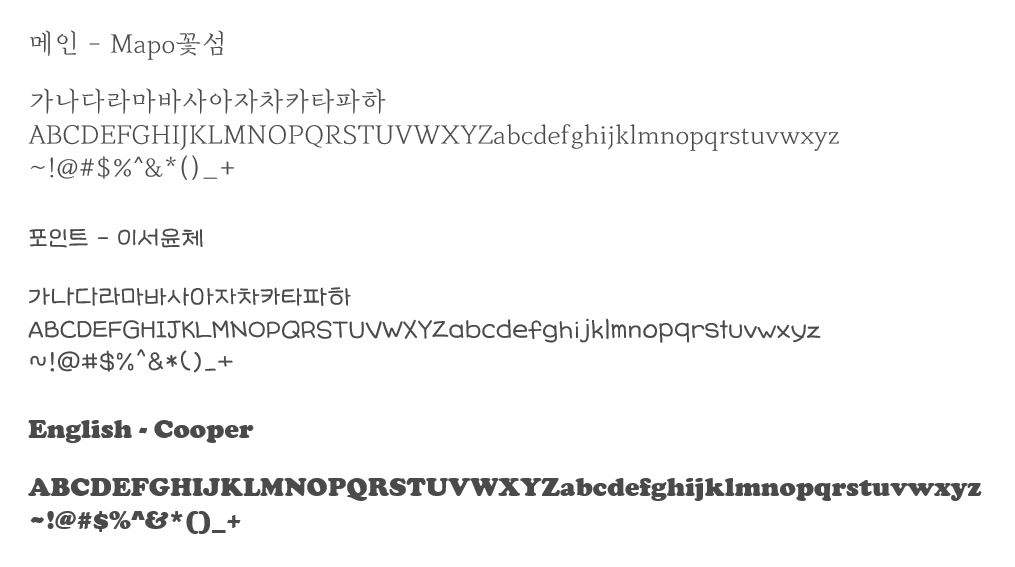 메인 - Mapo꽃섬
가나다라마바사아자차카타파하
ABCDEFGHIJKLMNOPQRSTUVWXYZabcdefghijklmnopqrstuvwxyz
~!@#$%^&*()_+
포인트 - 이서윤체
가나다라마바사아자차카타파하
ABCDEFGHIJKLMNOPQRSTUVWXYZabcdefghijklmnopqrstuvwxyz
~!@#$%^&*()_+
English - Cooper
ABCDEFGHIJKLMNOPQRSTUVWXYZabcdefghijklmnopqrstuvwxyz
~!@#$%^&*()_+